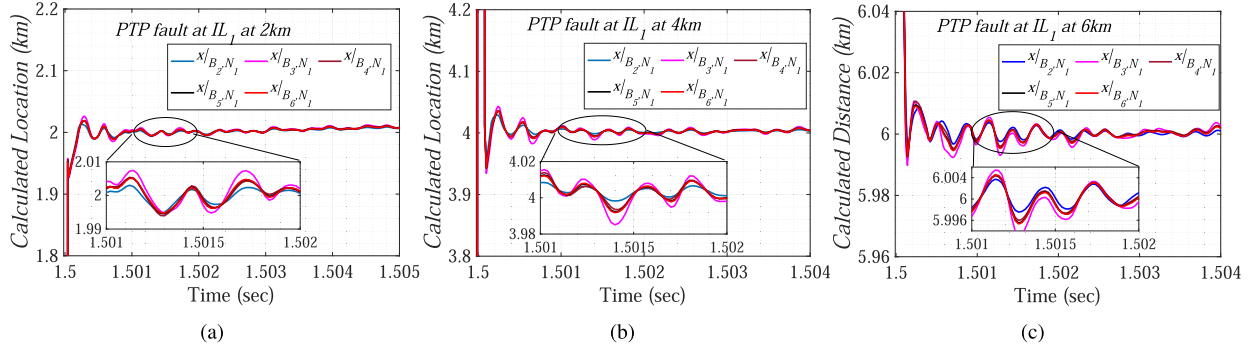 2.2
PTP fault at IL1 at 2km
x/B2,N1 x/B3,N1 x/B4,N1
x/B5,N1 x/B6,N1
2.1
2
1.9
1.8
Calculated Location (km)
2.01
2
1.99
1.501 1.5015 1.502
1.5 1.501 1.502 1.503 1.504 1.505
Time (sec)
(a)
4.2
PTP fault at IL1 at 4km
x/B2,N1 x/B3,N1 x/B4,N1
x/B5,N1 x/B6,N1
4.1
4
3.9
3.8
Calculated Location (km)
4.02
4
3.98
1.501 1.5015 1.502
1.5 1.501 1.502 1.503 1.504
Time (sec)
(b)
6.04
PTP fault at IL1 at 6km
x/B2,N1 x/B3,N1 x/B4,N1
x/B5,N1 x/B6,N1
6.02
6
5.98
5.96
Calculated Distance (km)
6.004
5.996
1.501 1.5015 1.502
1.5 1.501 1.502 1.503 1.504
Time (sec)
(c)